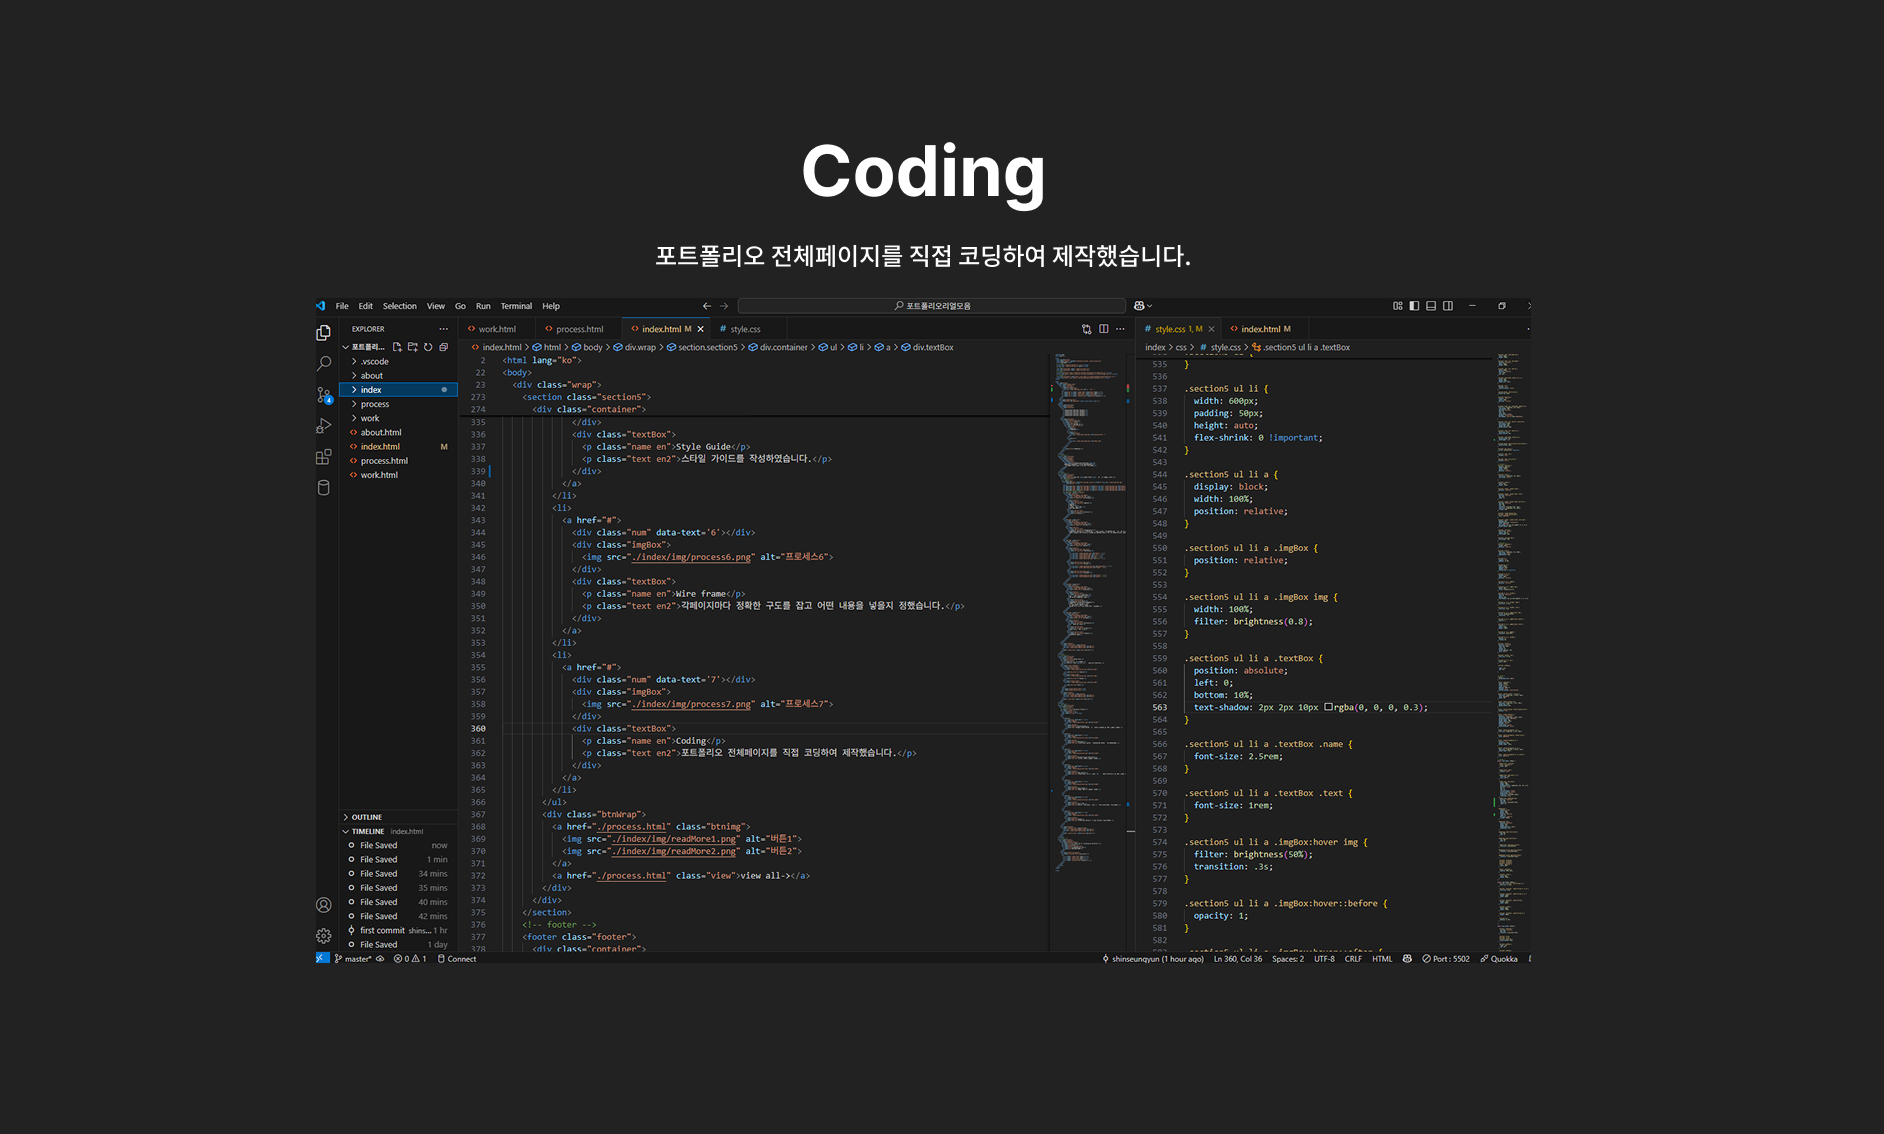 Coding
포트폴리오 전체페이지를 직접 코딩하여 제작했습니다.
File Edit Selection View Go Run Terminal Help
포트폴리오리얼모음
EXPLORER
포트폴리...
.vscode
about
index
process
work
about.html
index.html M
process.html
work.html
OUTLINE
TIMELINE index.html
File Saved now
File Saved 1 min
File Saved 34 mins
File Saved 35 mins
File Saved 40 mins
File Saved 42 mins
first commit shins... 1 hr
File Saved 1 day
work.html process.html index.html M style.css
index.html > html > body > div.wrap > section.section5 > div.container > ul > li > a > div.textBox
2 <html lang="ko">
22 <body>
23 <div class="wrap">
273 <section class="section5">
274 <div class="container">
335 </div>
336 <div class="textBox">
337 <p class="name en">Style Guide</p>
338 <p class="text en2">스타일 가이드를 작성하였습니다.</p>
339 </div>
340 </a>
341 </li>
342 <li>
343 <a href="#">
344 <div class="num" data-text='6'></div>
345 <div class="imgBox">
346 <img src="./index/img/process6.png" alt="프로세스6">
347 </div>
348 <div class="textBox">
349 <p class="name en">Wire frame</p>
350 <p class="text en2">각페이지마다 정확한 구도를 잡고 어떤 내용을 넣을지 정했습니다.</p>
351 </div>
352 </a>
353 </li>
354 <li>
355 <a href="#">
356 <div class="num" data-text='7'></div>
357 <div class="imgBox">
358 <img src="./index/img/process7.png" alt="프로세스7">
359 </div>
360 <div class="textBox">
361 <p class="name en">Coding</p>
362 <p class="text en2">포트폴리오 전체페이지를 직접 코딩하여 제작했습니다.</p>
363 </div>
364 </a>
365 </li>
366 </ul>
367 <div class="btnWrap">
368 <a href="./process.html" class="btnimg">
369 <img src="./index/img/readMore1.png" alt="버튼1">
370 <img src="./index/img/readMore2.png" alt="버튼2">
371 </a>
372 <a href="./process.html" class="view">view all-></a>
373 </div>
374 </div>
375 </section>
376 <!-- footer -->
377 <footer class="footer">
378 <div class="container">
style.css 1, M index.html M
index > css > # style.css > .section5 ul li a .textBox
535 }
536
537 .section5 ul li {
538 width: 600px;
539 padding: 50px;
540 height: auto;
541 flex-shrink: 0 !important;
542 }
543
544 .section5 ul li a {
545 display: block;
546 width: 100%;
547 position: relative;
548 }
549
550 .section5 ul li a .imgBox {
551 position: relative;
552 }
553
554 .section5 ul li a .imgBox img {
555 width: 100%;
556 filter: brightness(0.8);
557 }
558
559 .section5 ul li a .textBox {
560 position: absolute;
561 left: 0;
562 bottom: 10%;
563 text-shadow: 2px 2px 10px rgba(0, 0, 0, 0.3);
564 }
565
566 .section5 ul li a .textBox .name {
567 font-size: 2.5rem;
568 }
569
570 .section5 ul li a .textBox .text {
571 font-size: 1rem;
572 }
573
574 .section5 ul li a .imgBox:hover img {
575 filter: brightness(50%);
576 transition: .3s;
577 }
578
579 .section5 ul li a .imgBox:hover::before {
580 opacity: 1;
581 }
582
master* 0 1 Connect
shinseungyun (1 hour ago) Ln 360, Col 36 Spaces: 2 UTF-8 CRLF HTML Port : 5502 Quokka